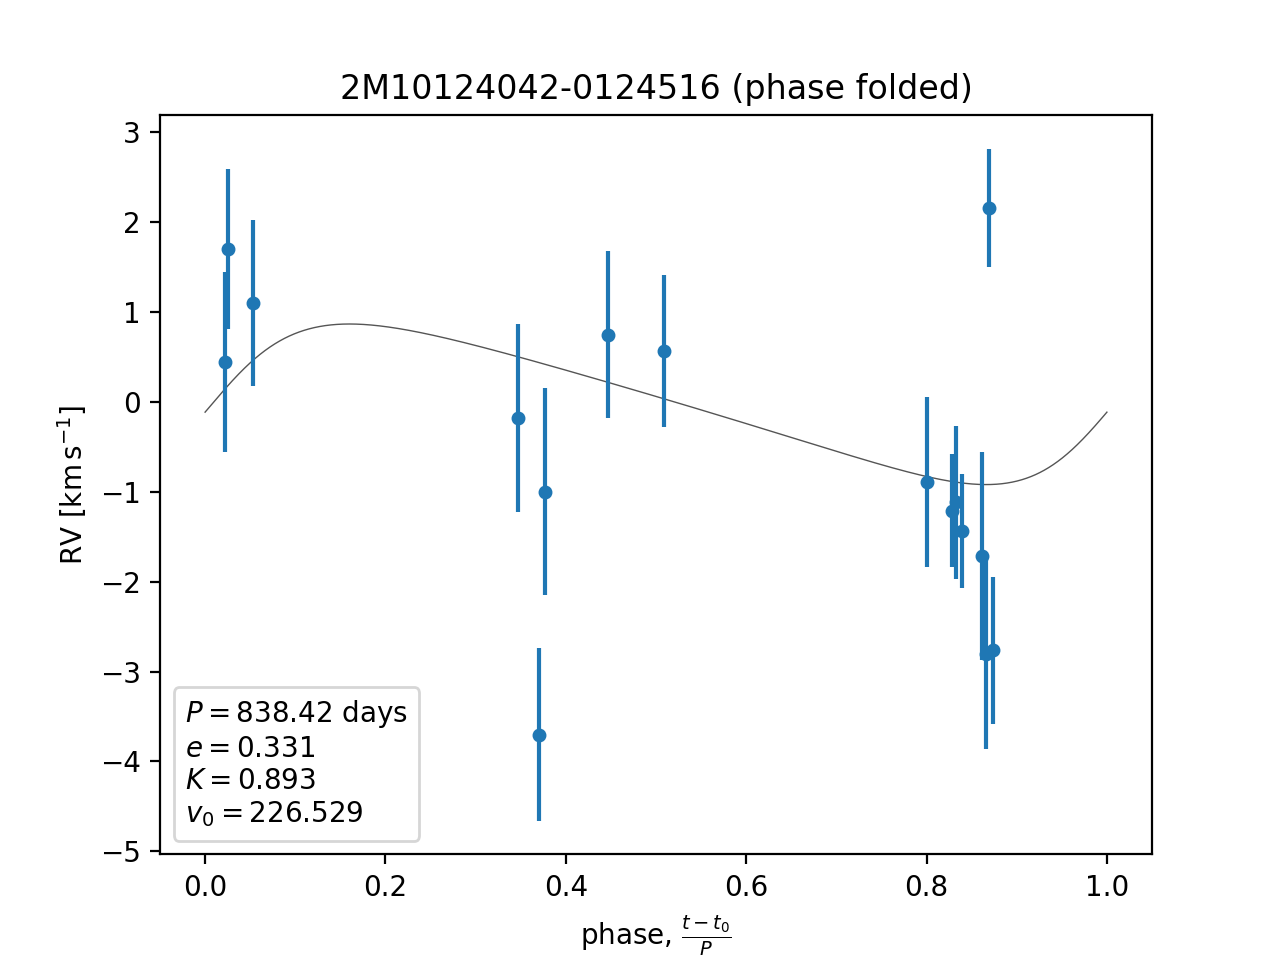 2M10124042-0124516 (phase folded)
RV [km s⁻¹]
3
2
1
0
−1
−2
−3
−4
−5
P = 838.42 days
e = 0.331
K = 0.893
v₀ = 226.529
0.0 0.2 0.4 0.6 0.8 1.0
phase, (t − t₀)/P